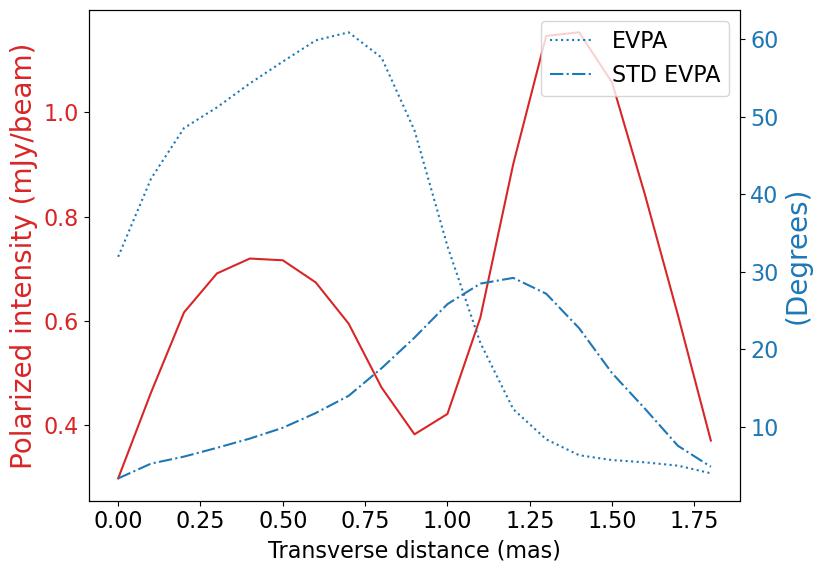 Polarized intensity (mJy/beam)
1.0
0.8
0.6
0.4
EVPA
STD EVPA
60
50
40
30
20
10
(Degrees)
0.00 0.25 0.50 0.75 1.00 1.25 1.50 1.75
Transverse distance (mas)